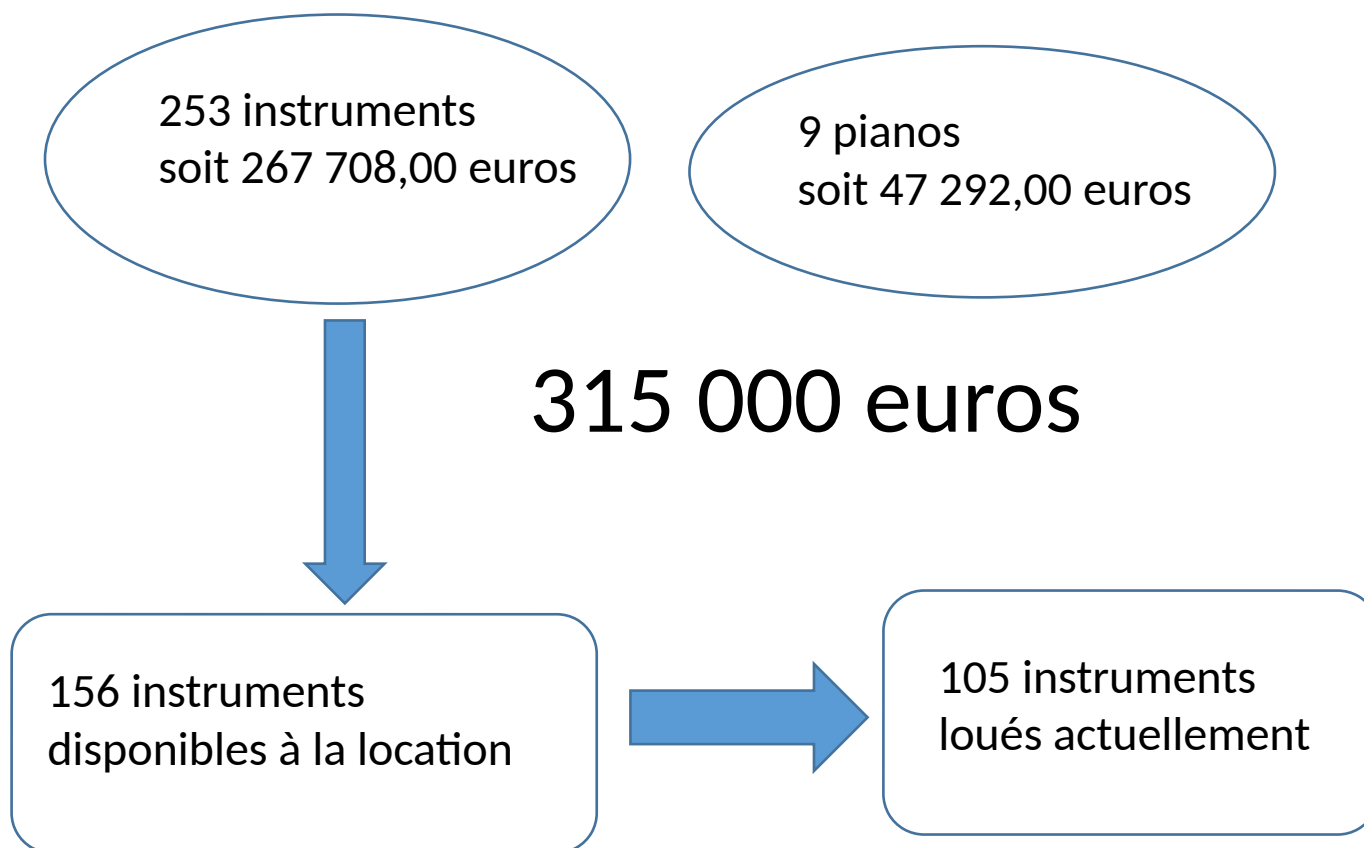 253 instruments
soit 267 708,00 euros
9 pianos
soit 47 292,00 euros
315 000 euros
156 instruments
disponibles à la location
105 instruments
loués actuellement